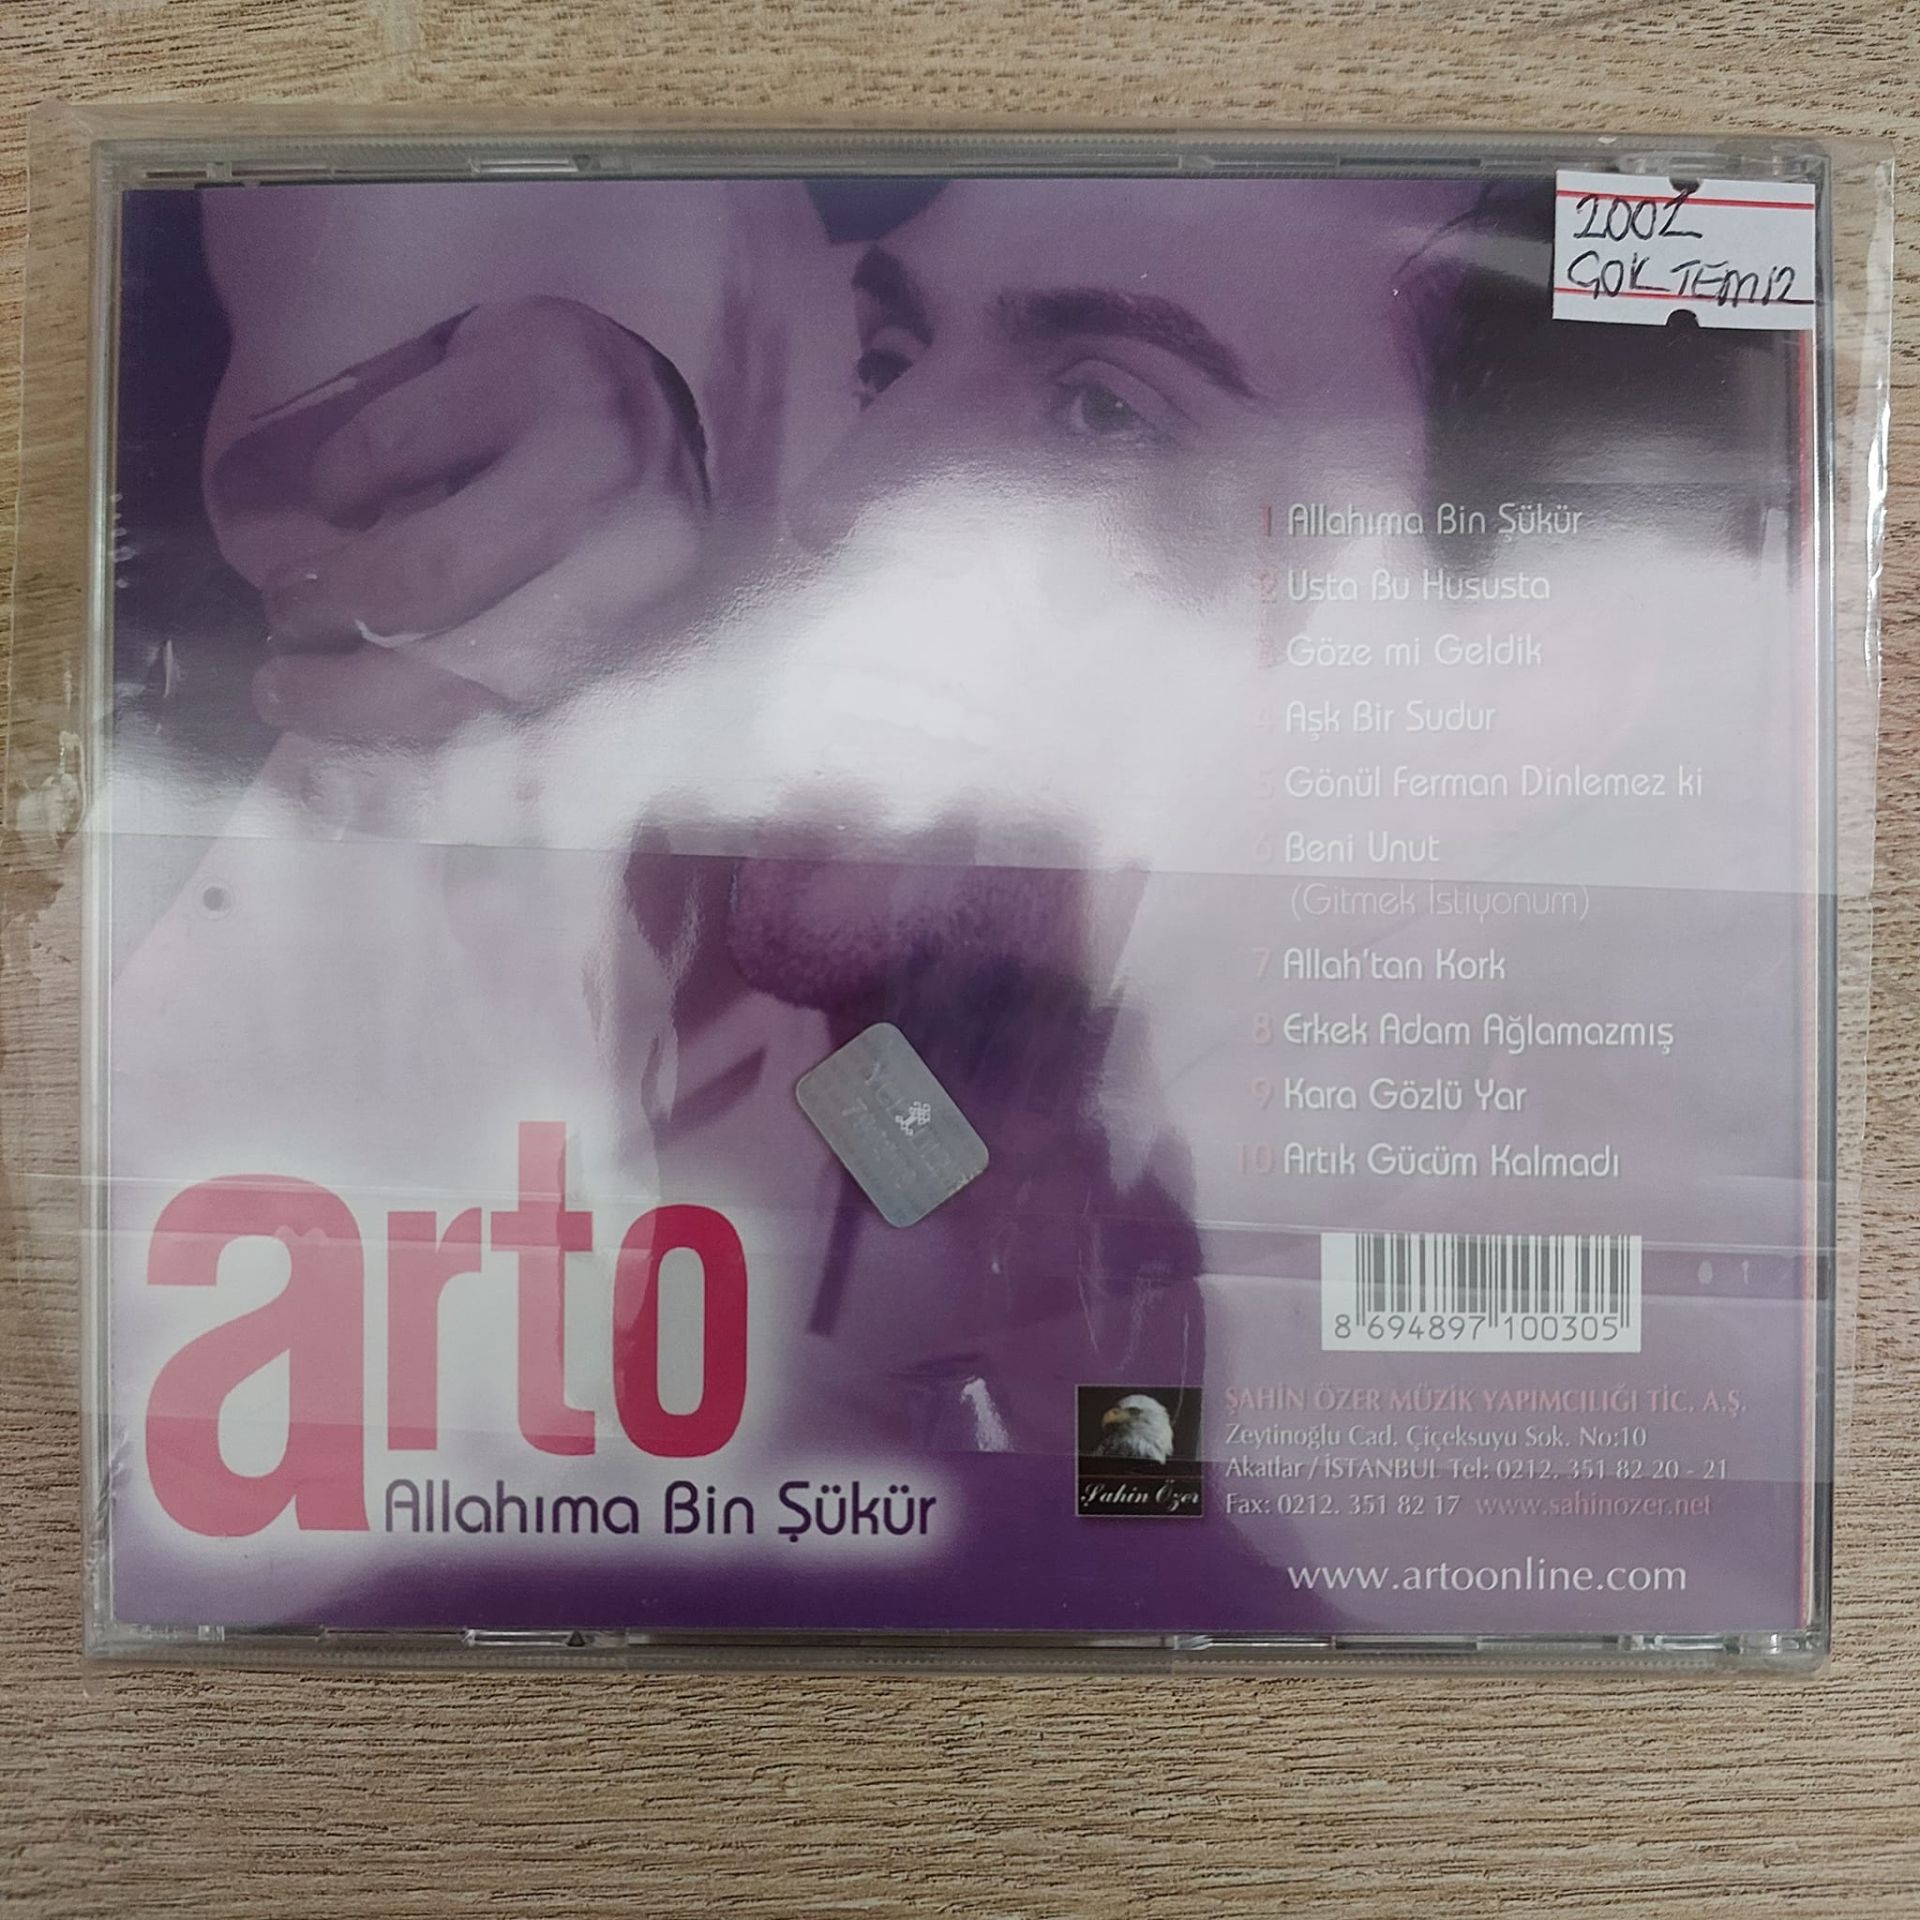 2002
ÇOK TEMİZ
1 Allahıma Bin Şükür
2 Usta Bu Hususta
3 Göze mi Geldik
4 Aşk Bir Sudur
5 Gönül Ferman Dinlemez ki
6 Beni Unut
(Gitmek İstiyonum)
7 Allah'tan Kork
8 Erkek Adam Ağlamazmış
9 Kara Gözlü Yar
10 Artık Gücüm Kalmadı
arto
Allahıma Bin Şükür
8 694897 100305
Şahin Özer
ŞAHİN ÖZER MÜZİK YAPIMCILIĞI TİC. A.Ş.
Zeytinoğlu Cad. Çiçeksuyu Sok. No:10
Akatlar / İSTANBUL Tel: 0212. 351 82 20 - 21
Fax: 0212. 351 82 17 www.sahinozer.net
www.artoonline.com